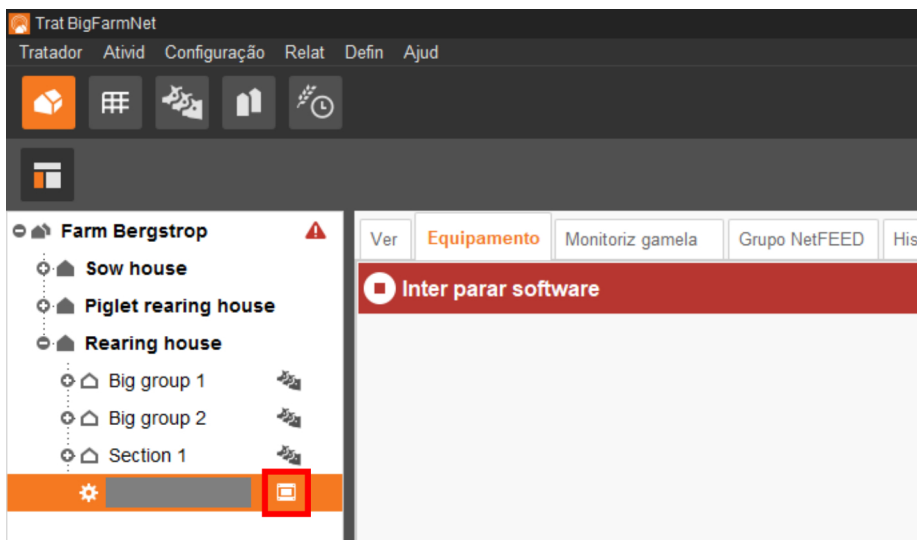 Trat BigFarmNet
Tratador Ativid Configuração Relat Defin Ajud
Farm Bergstrop
Sow house
Piglet rearing house
Rearing house
Big group 1
Big group 2
Section 1
Ver Equipamento Monitoriz gamela Grupo NetFEED His
Inter parar software